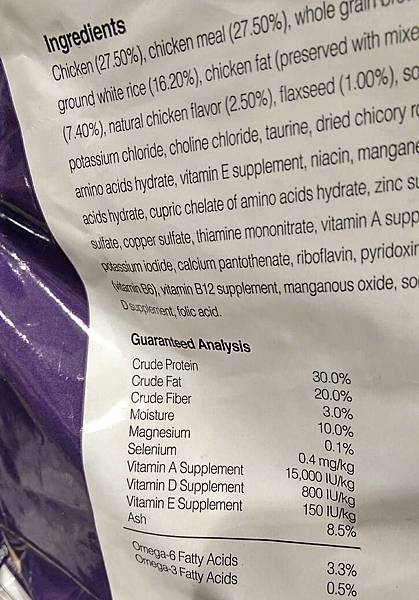 Ingredients
Chicken (27.50%), chicken meal (27.50%), whole grain
ground white rice (16.20%), chicken fat (preserved with mixe
(7.40%), natural chicken flavor (2.50%), flaxseed (1.00%), so
potassium chloride, choline chloride, taurine, dried chicory r
amino acids hydrate, vitamin E supplement, niacin, mangane
acids hydrate, cupric chelate of amino acids hydrate, zinc su
sulfate, copper sulfate, thiamine mononitrate, vitamin A supp
potassium iodide, calcium pantothenate, riboflavin, pyridoxin
(vitamin B6), vitamin B12 supplement, manganous oxide, so
D supplement, folic acid.
Guaranteed Analysis
Crude Protein 30.0%
Crude Fat 20.0%
Crude Fiber 3.0%
Moisture 10.0%
Magnesium 0.1%
Selenium 0.4 mg/kg
Vitamin A Supplement 15,000 IU/kg
Vitamin D Supplement 800 IU/kg
Vitamin E Supplement 150 IU/kg
Ash 8.5%
Omega-6 Fatty Acids 3.3%
Omega-3 Fatty Acids 0.5%